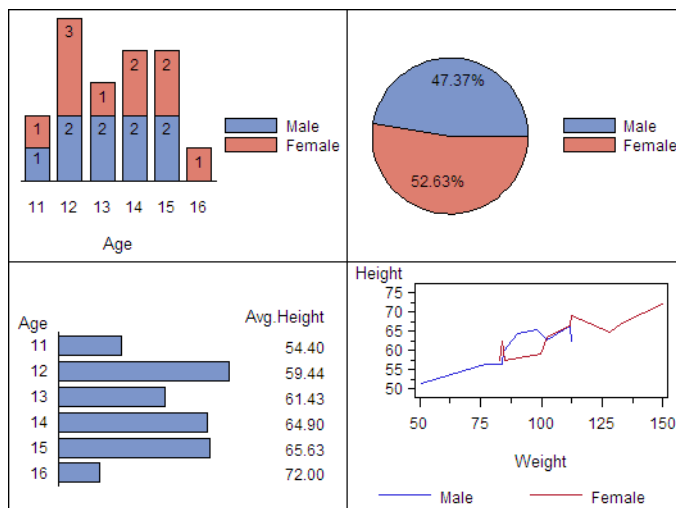 3
2
2
1
1
2
2
2
2
1
1
11 12 13 14 15 16
Age
Male
Female
47.37%
52.63%
Male
Female
Age
Avg.Height
11 54.40
12 59.44
13 61.43
14 64.90
15 65.63
16 72.00
Height
75
70
65
60
55
50
50 75 100 125 150
Weight
Male Female